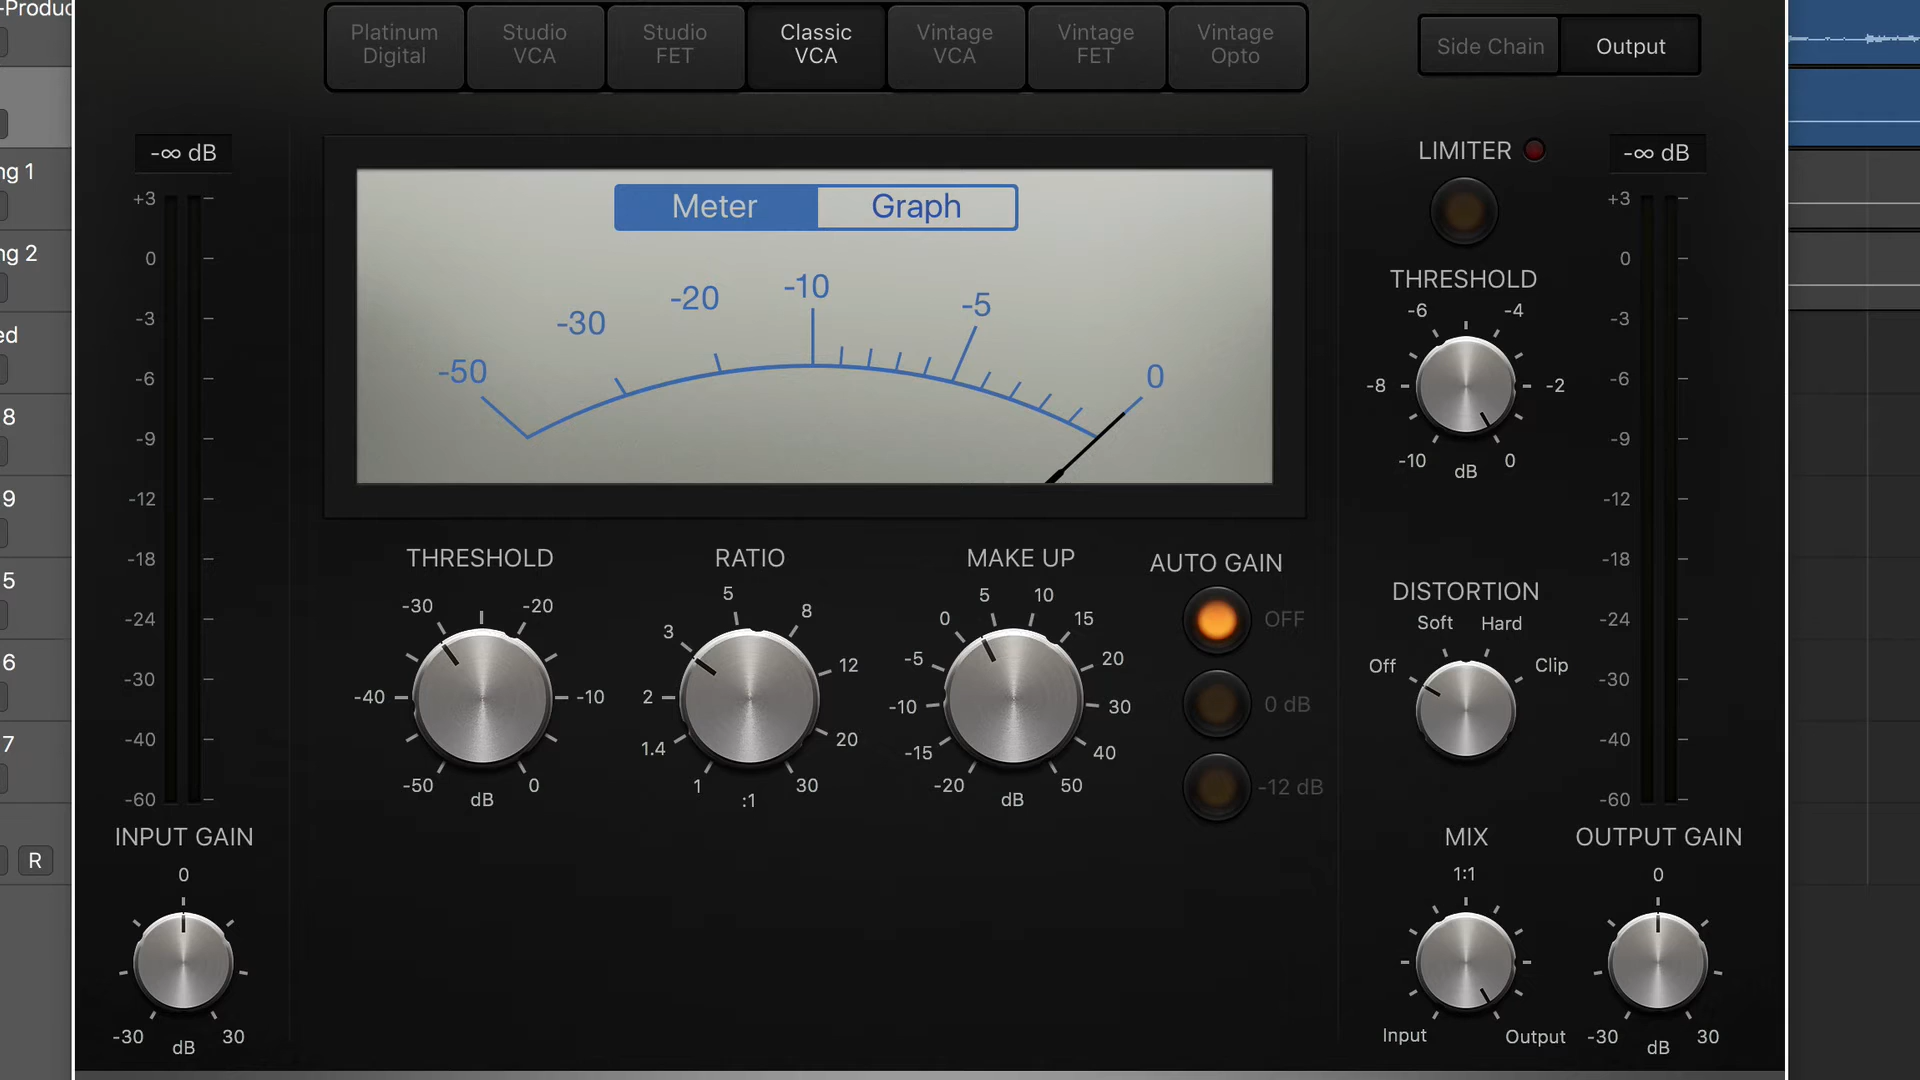 -Produc
Platinum
Digital
Studio
VCA
Studio
FET
Classic
VCA
Vintage
VCA
Vintage
FET
Vintage
Opto
Side Chain
Output
-∞ dB
+3
0
-3
-6
-9
-12
-18
-24
-30
-40
-60
INPUT GAIN
0
-30
30
dB
Meter
Graph
-50
-30
-20
-10
-5
0
THRESHOLD
-30
-20
-40
-10
-50
0
dB
RATIO
5
3
8
2
12
1.4
20
1
30
:1
MAKE UP
5
10
0
15
-5
20
-10
30
-15
40
-20
50
dB
AUTO GAIN
OFF
0 dB
-12 dB
LIMITER
THRESHOLD
-6
-4
-8
-2
-10
0
dB
DISTORTION
Soft
Hard
Off
Clip
MIX
1:1
Input
Output
-∞ dB
+3
0
-3
-6
-9
-12
-18
-24
-30
-40
-60
OUTPUT GAIN
0
-30
30
dB
ng 1
ng 2
ed
8
9
5
6
7
R